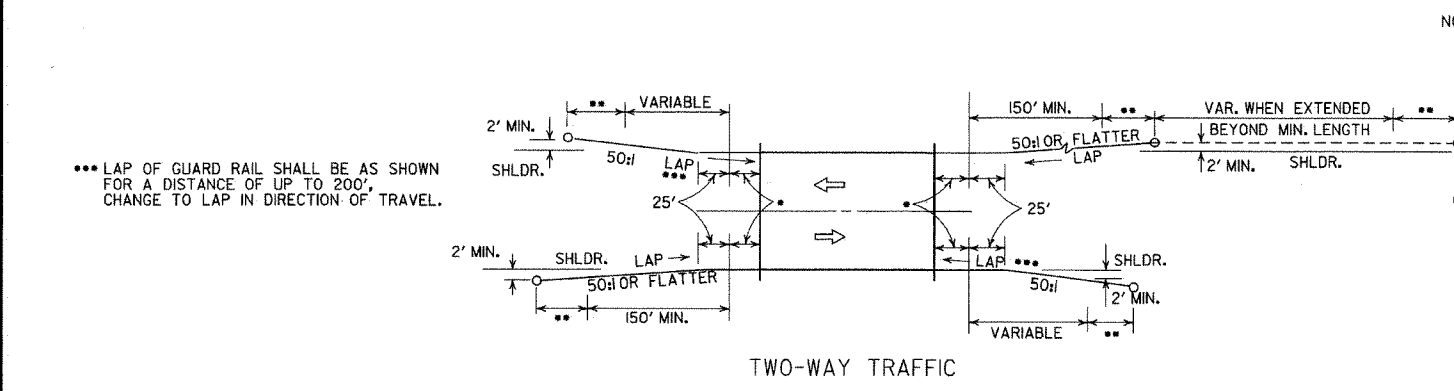 NO
•• VARIABLE
150' MIN. •• VAR. WHEN EXTENDED ••
2' MIN.
50:1 OR FLATTER
BEYOND MIN. LENGTH
50:1
SHLDR.
LAP
•••
LAP
2' MIN.
SHLDR.
••• LAP OF GUARD RAIL SHALL BE AS SHOWN
FOR A DISTANCE OF UP TO 200',
CHANGE TO LAP IN DIRECTION OF TRAVEL.
25'
•
•
25'
2' MIN.
SHLDR.
LAP
LAP •••
SHLDR.
50:1 OR FLATTER
50:1
2' MIN.
••
150' MIN.
VARIABLE
••
TWO-WAY TRAFFIC